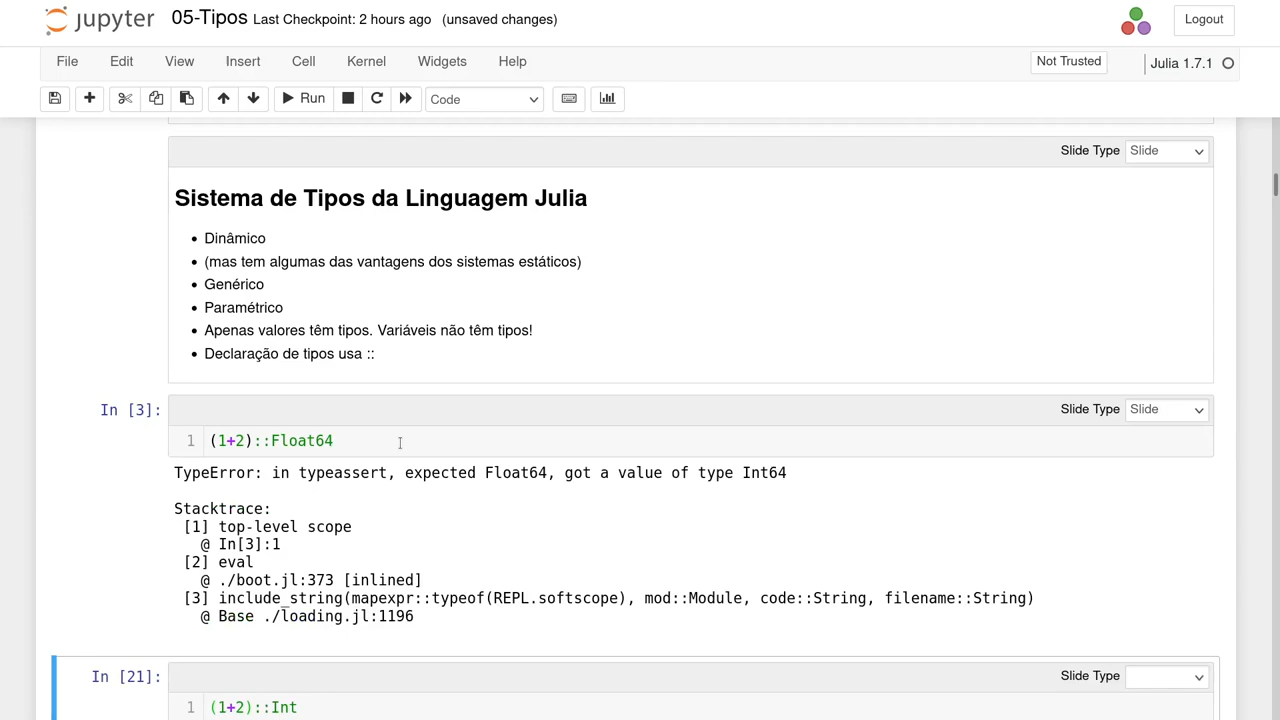 jupyter 05-Tipos Last Checkpoint: 2 hours ago (unsaved changes) Logout
File Edit View Insert Cell Kernel Widgets Help Not Trusted Julia 1.7.1
Run Code
Slide Type Slide
Sistema de Tipos da Linguagem Julia
• Dinâmico
• (mas tem algumas das vantagens dos sistemas estáticos)
• Genérico
• Paramétrico
• Apenas valores têm tipos. Variáveis não têm tipos!
• Declaração de tipos usa ::
In [3]: Slide Type Slide
1 (1+2)::Float64
TypeError: in typeassert, expected Float64, got a value of type Int64
Stacktrace:
[1] top-level scope
@ In[3]:1
[2] eval
@ ./boot.jl:373 [inlined]
[3] include_string(mapexpr::typeof(REPL.softscope), mod::Module, code::String, filename::String)
@ Base ./loading.jl:1196
In [21]: Slide Type
1 (1+2)::Int